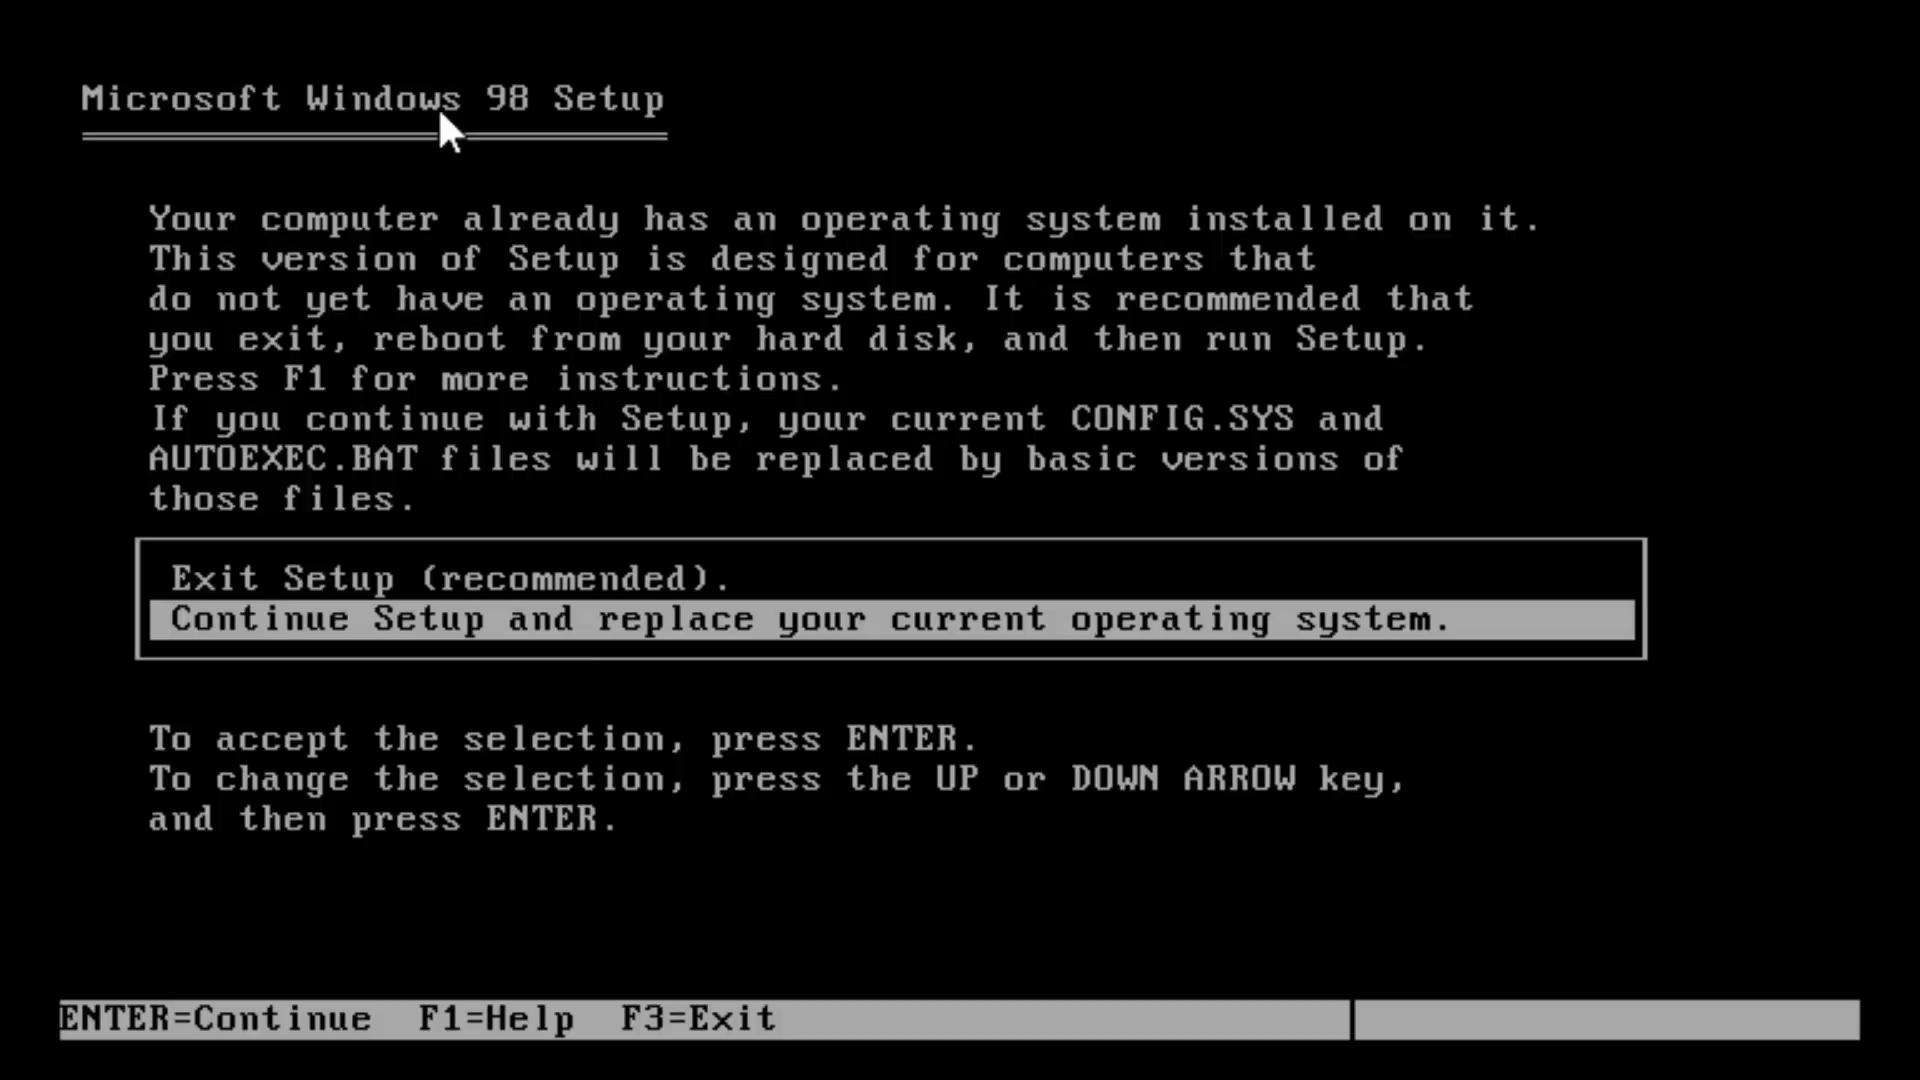 Microsoft Windows 98 Setup
Your computer already has an operating system installed on it.
This version of Setup is designed for computers that
do not yet have an operating system. It is recommended that
you exit, reboot from your hard disk, and then run Setup.
Press F1 for more instructions.
If you continue with Setup, your current CONFIG.SYS and
AUTOEXEC.BAT files will be replaced by basic versions of
those files.
Exit Setup (recommended).
Continue Setup and replace your current operating system.
To accept the selection, press ENTER.
To change the selection, press the UP or DOWN ARROW key,
and then press ENTER.
ENTER=Continue F1=Help F3=Exit